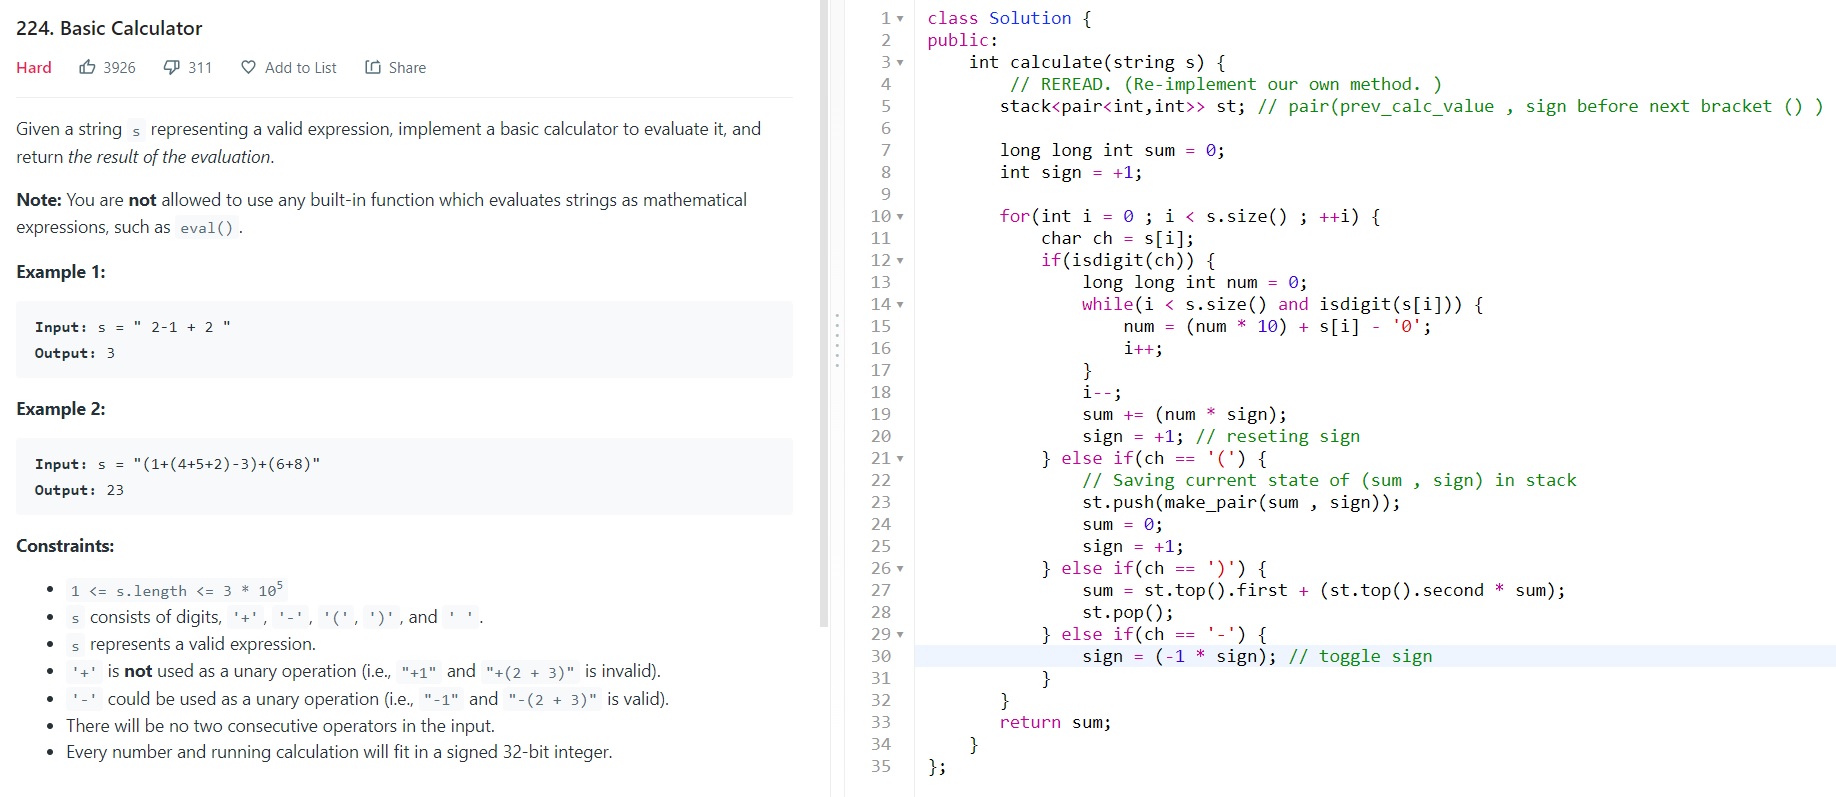 224. Basic Calculator
Hard 3926 311 Add to List Share
Given a string s representing a valid expression, implement a basic calculator to evaluate it, and
return the result of the evaluation.
Note: You are not allowed to use any built-in function which evaluates strings as mathematical
expressions, such as eval() .
Example 1:
Input: s = " 2-1 + 2 "
Output: 3
Example 2:
Input: s = "(1+(4+5+2)-3)+(6+8)"
Output: 23
Constraints:
1 <= s.length <= 3 * 10⁵
s consists of digits, '+', '-', '(', ')', and ' '.
s represents a valid expression.
'+' is not used as a unary operation (i.e., "+1" and "+(2 + 3)" is invalid).
'-' could be used as a unary operation (i.e., "-1" and "-(2 + 3)" is valid).
There will be no two consecutive operators in the input.
Every number and running calculation will fit in a signed 32-bit integer.
1 class Solution {
2 public:
3 int calculate(string s) {
4 // REREAD. (Re-implement our own method. )
5 stack<pair<int,int>> st; // pair(prev_calc_value , sign before next bracket () )
6
7 long long int sum = 0;
8 int sign = +1;
9
10 for(int i = 0 ; i < s.size() ; ++i) {
11 char ch = s[i];
12 if(isdigit(ch)) {
13 long long int num = 0;
14 while(i < s.size() and isdigit(s[i])) {
15 num = (num * 10) + s[i] - '0';
16 i++;
17 }
18 i--;
19 sum += (num * sign);
20 sign = +1; // reseting sign
21 } else if(ch == '(') {
22 // Saving current state of (sum , sign) in stack
23 st.push(make_pair(sum , sign));
24 sum = 0;
25 sign = +1;
26 } else if(ch == ')') {
27 sum = st.top().first + (st.top().second * sum);
28 st.pop();
29 } else if(ch == '-') {
30 sign = (-1 * sign); // toggle sign
31 }
32 }
33 return sum;
34 }
35 };